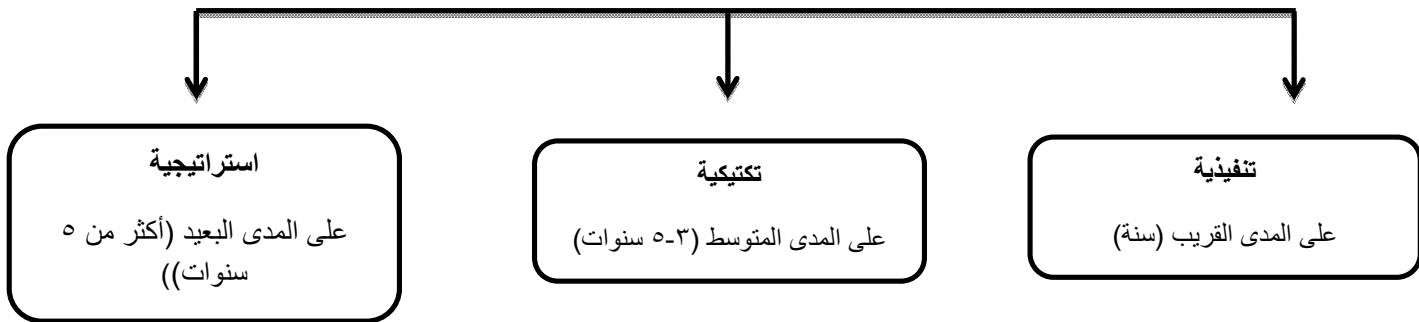 تنفيذية
على المدى القريب (سنة)
تكتيكية
على المدى المتوسط (٣-٥ سنوات)
استراتيجية
على المدى البعيد (أكثر من ٥
سنوات))